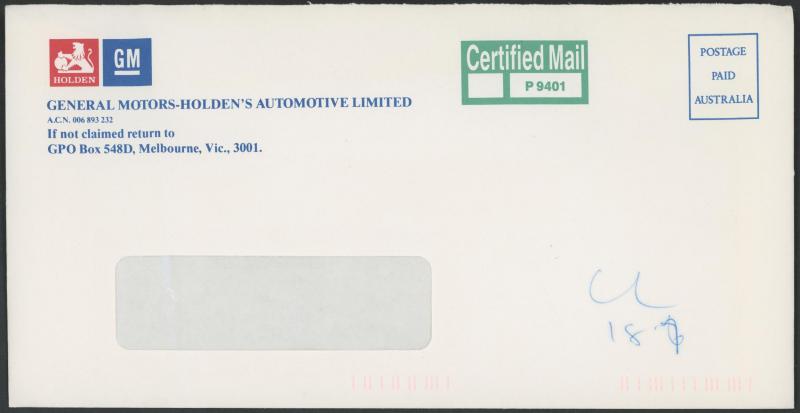 HOLDEN
GM
GENERAL MOTORS-HOLDEN'S AUTOMOTIVE LIMITED
A.C.N. 006 893 232
If not claimed return to
GPO Box 548D, Melbourne, Vic., 3001.
Certified Mail
P 9401
POSTAGE
PAID
AUSTRALIA